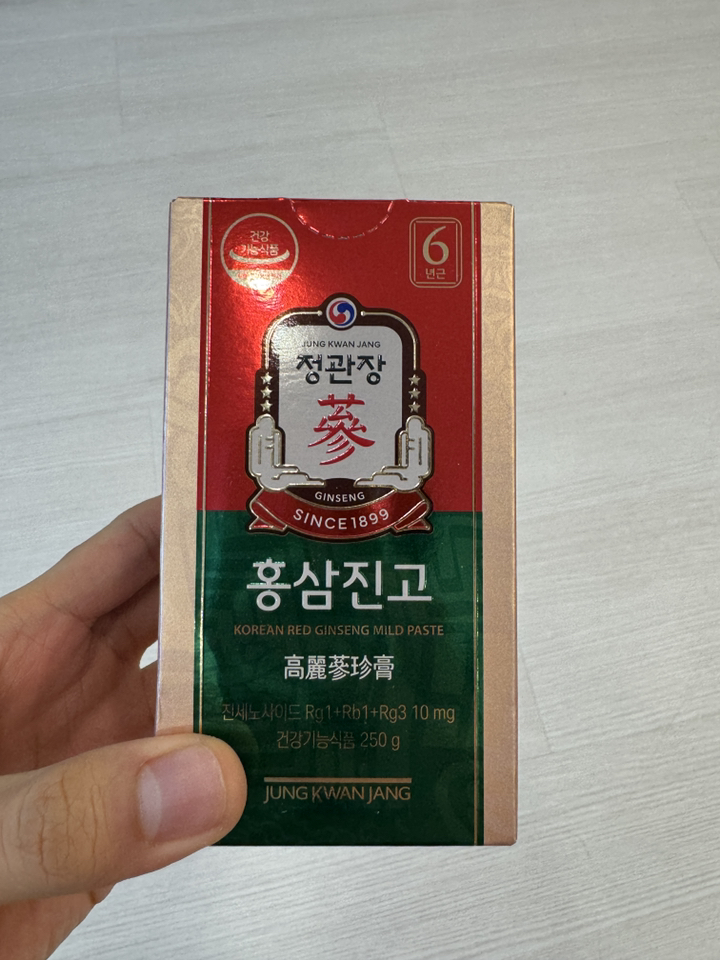 건강
기능식품
6
년근
JUNG KWAN JANG
정관장
蔘
GINSENG
SINCE 1899
홍삼진고
KOREAN RED GINSENG MILD PASTE
高麗蔘珍膏
진세노사이드 Rg1+Rb1+Rg3 10 mg
건강기능식품 250 g
JUNG KWAN JANG